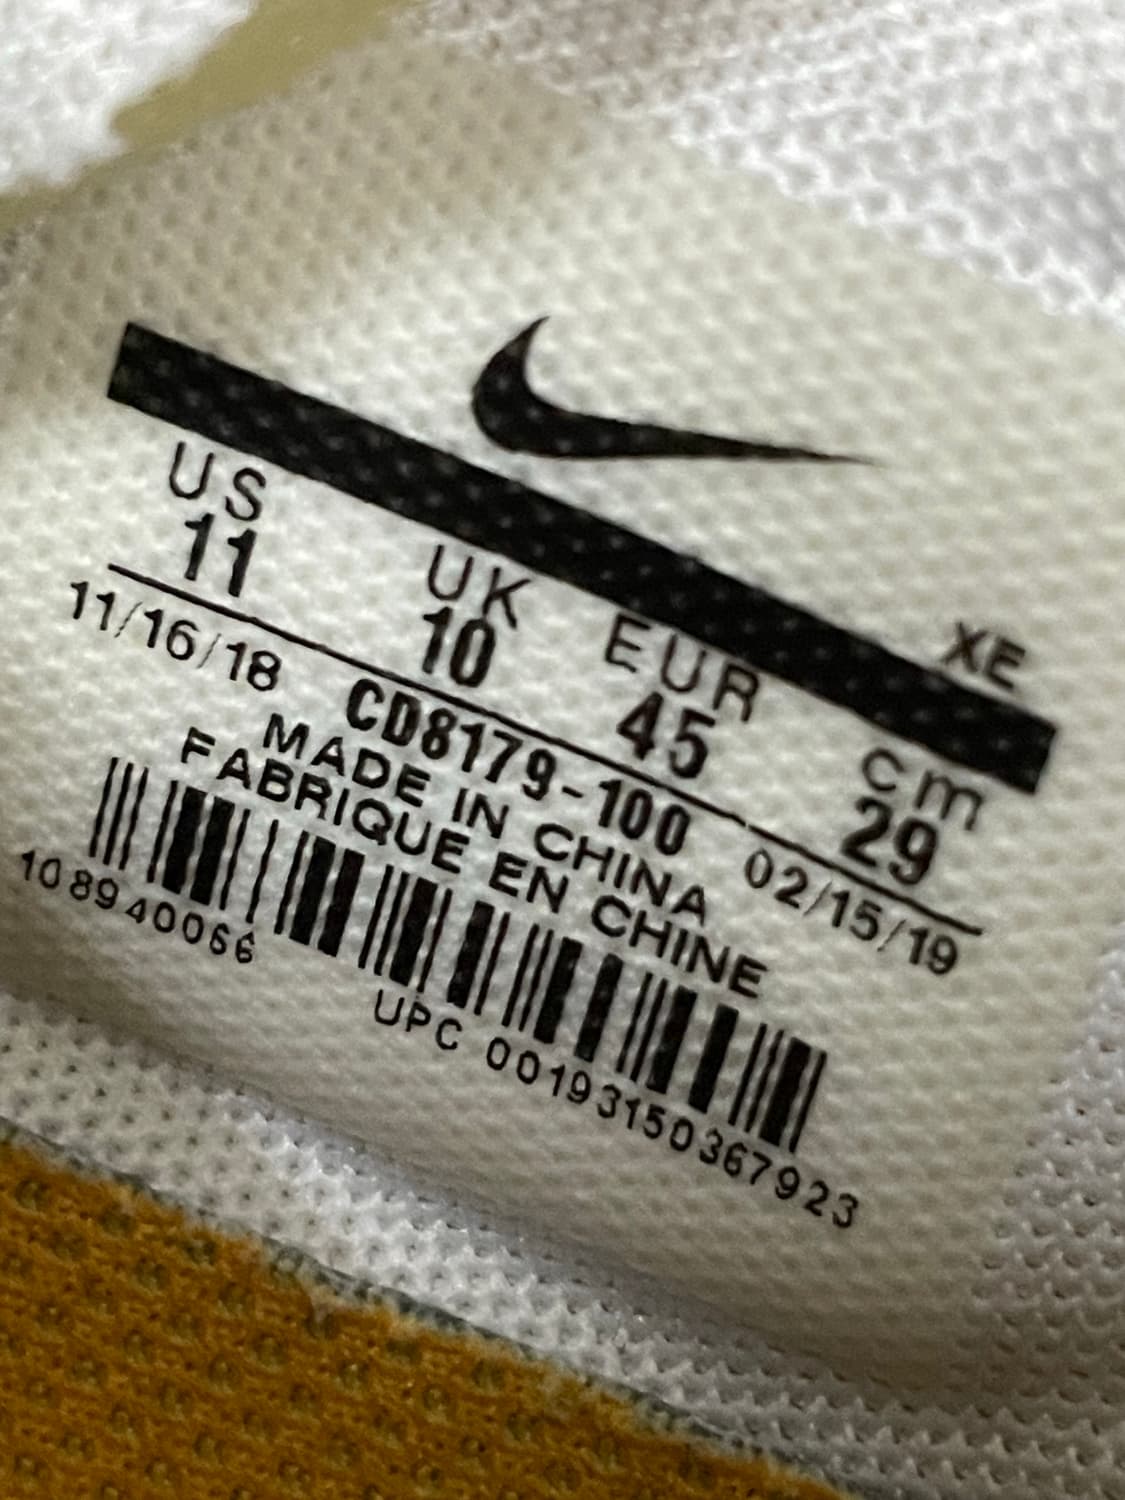 XE
US UK EUR cm
11 10 45 29
11/16/18 CD8179-100 02/15/19
MADE IN CHINA
FABRIQUE EN CHINE
1089400566
UPC 00193150367923